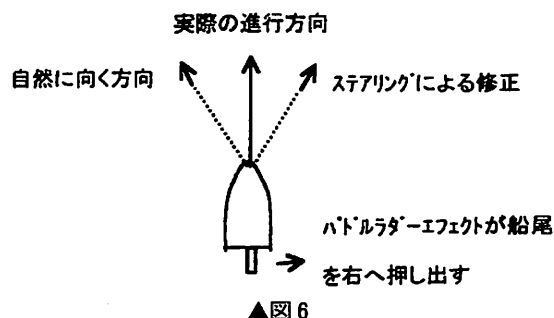 実際の進行方向
自然に向く方向
ステアリングによる修正
パドルラダーエフェクトが船尾
を右へ押し出す
▲図6